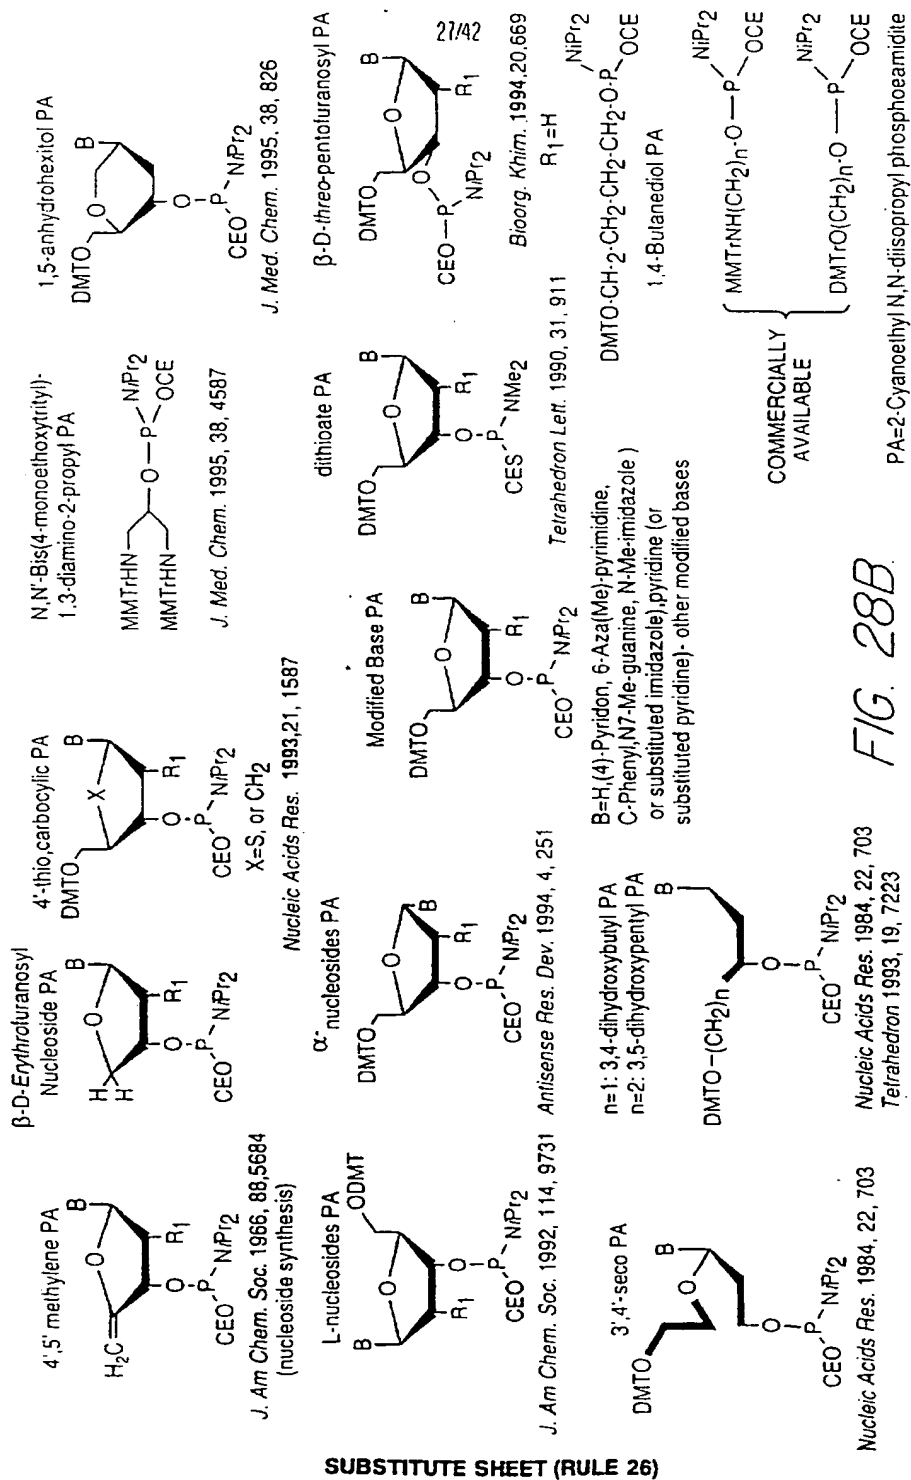 27/42
4',5' methylene PA
H2C
O
B
R1
O
P
CEO
NiPr2
J. Am Chem. Soc. 1966, 88,5684
(nucleoside synthesis)
β-D-Erythrofuranosyl
Nucleoside PA
H
H
O
B
R1
O
P
CEO
NiPr2
4'-thio,carbocylic PA
DMTO
X
B
R1
O
P
CEO
NiPr2
X=S, or CH2
Nucleic Acids Res. 1993,21, 1587
N,N'-Bis(4-monoethoxytrityl)-
1,3-diamino-2-propyl PA
MMTrHN
MMTrHN
O
P
NiPr2
OCE
J. Med. Chem. 1995, 38, 4587
1,5-anhydrohexitol PA
DMTO
O
B
O
P
CEO
NiPr2
J. Med. Chem. 1995, 38, 826
L-nucleosides PA
B
O
ODMT
R1
O
P
CEO
NiPr2
J. Am Chem. Soc. 1992, 114, 9731
α-nucleosides PA
DMTO
O
B
R1
O
P
CEO
NiPr2
Antisense Res. Dev. 1994, 4, 251
Modified Base PA
DMTO
O
B
R1
O
P
CEO
NiPr2
B=H,(4)-Pyridon, 6-Aza(Me)-pyrimidine,
C-Phenyl,N7-Me-guanine, N-Me-imidazole )
or substituted imidazole),pyridine (or
substituted pyridine)- other modified bases
dithioate PA
DMTO
O
B
R1
O
P
CES
NMe2
Tetrahedron Lett. 1990, 31, 911
β-D-threo-pentofuranosyl PA
DMTO
O
B
R1
O
CEO
P
NiPr2
Bioorg. Khim. 1994,20,669
R1=H
3',4'-seco PA
DMTO
O
B
O
P
CEO
NiPr2
Nucleic Acids Res. 1984, 22, 703
n=1: 3,4-dihydroxybutyl PA
n=2: 3,5-dihydroxypentyl PA
DMTO-(CH2)n
B
O
P
CEO
NiPr2
Nucleic Acids Res. 1984, 22, 703
Tetrahedron 1993, 19, 7223
NiPr2
DMTO-CH2-CH2-CH2-CH2-O-P
OCE
1,4-Butanediol PA
COMMERCIALLY
AVAILABLE
NiPr2
MMTrNH(CH2)n-O-P
OCE
NiPr2
DMTrO(CH2)n-O-P
OCE
PA=2-Cyanoethyl N,N-diisopropyl phosphoeamidite
FIG. 28B.
SUBSTITUTE SHEET (RULE 26)